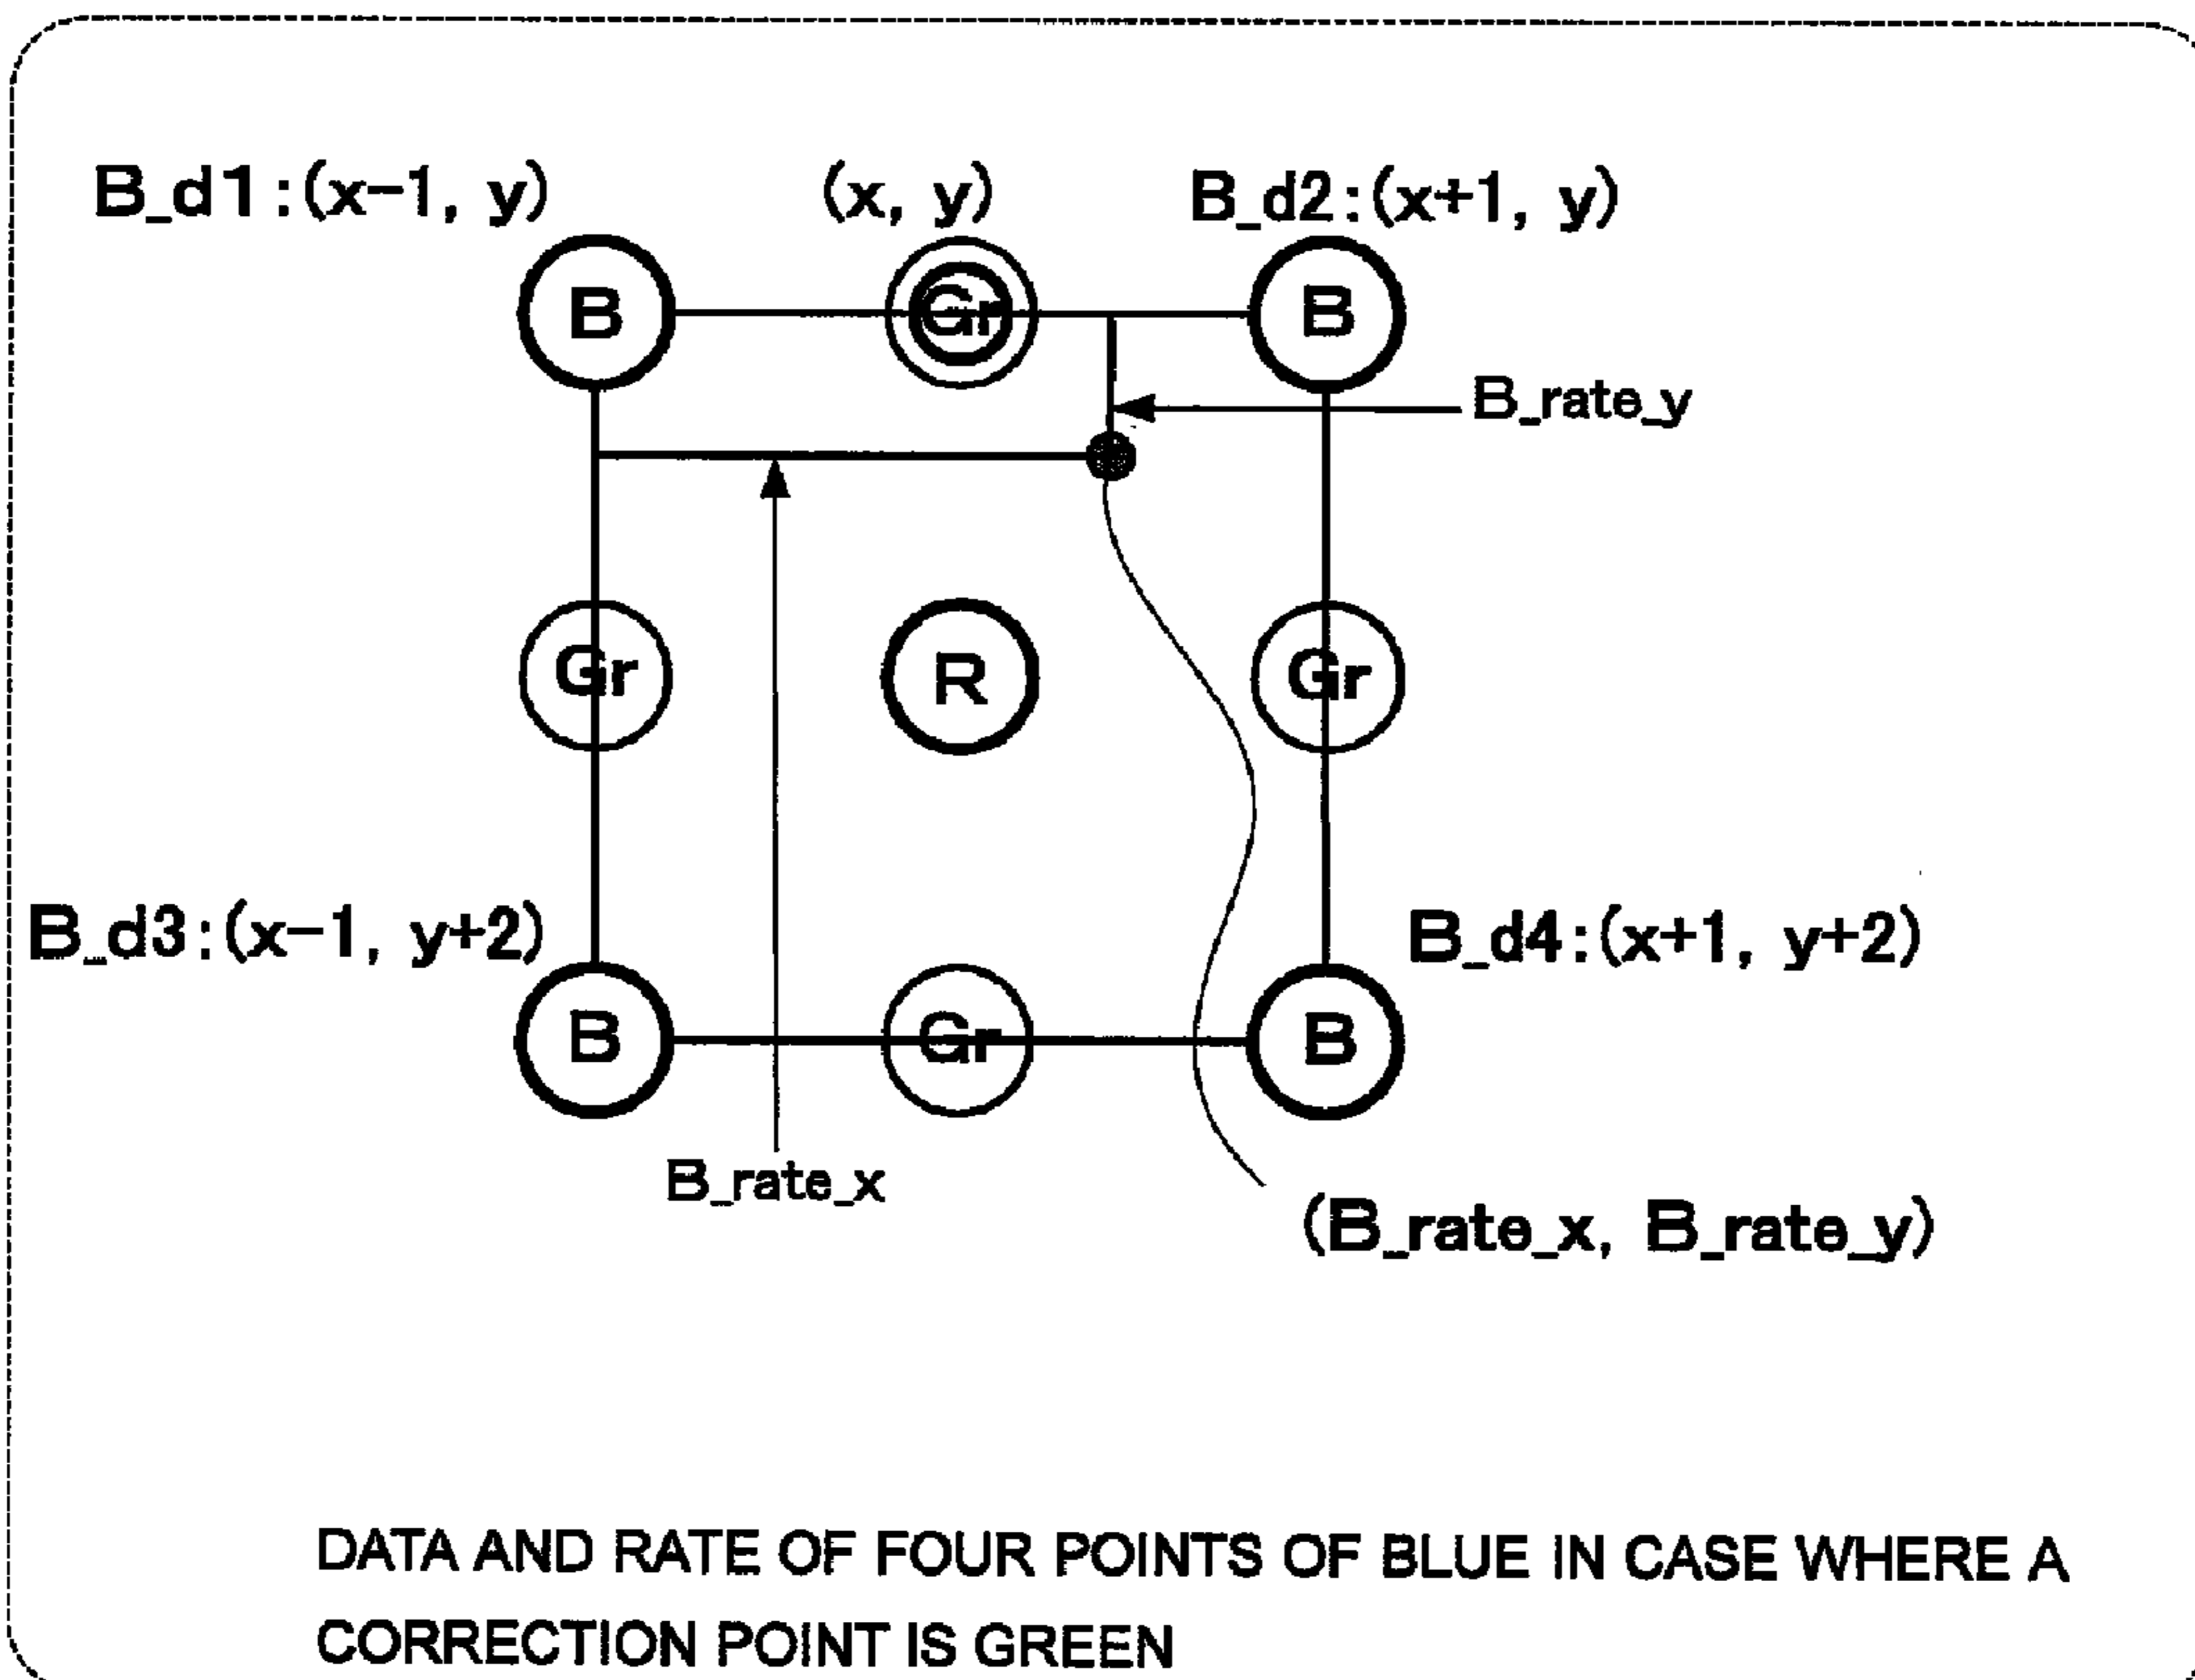 B_d1:(x-1, y) (x, y) B_d2:(x+1, y)
B Gr B
B_rate_y
Gr R Gr
B_d3:(x-1, y+2) B_d4:(x+1, y+2)
B Gr B
B_rate_x
(B_rate_x, B_rate_y)
DATA AND RATE OF FOUR POINTS OF BLUE IN CASE WHERE A
CORRECTION POINT IS GREEN